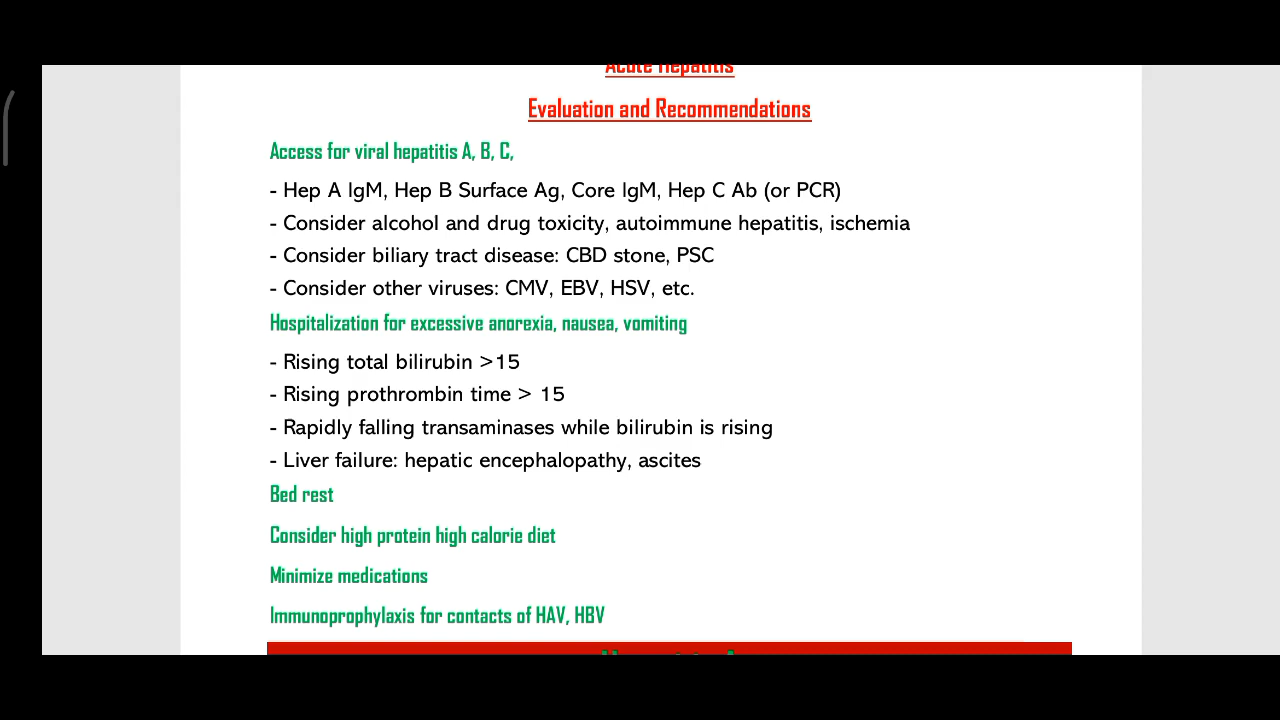 Acute Hepatitis
Evaluation and Recommendations
Access for viral hepatitis A, B, C,
- Hep A IgM, Hep B Surface Ag, Core IgM, Hep C Ab (or PCR)
- Consider alcohol and drug toxicity, autoimmune hepatitis, ischemia
- Consider biliary tract disease: CBD stone, PSC
- Consider other viruses: CMV, EBV, HSV, etc.
Hospitalization for excessive anorexia, nausea, vomiting
- Rising total bilirubin >15
- Rising prothrombin time > 15
- Rapidly falling transaminases while bilirubin is rising
- Liver failure: hepatic encephalopathy, ascites
Bed rest
Consider high protein high calorie diet
Minimize medications
Immunoprophylaxis for contacts of HAV, HBV